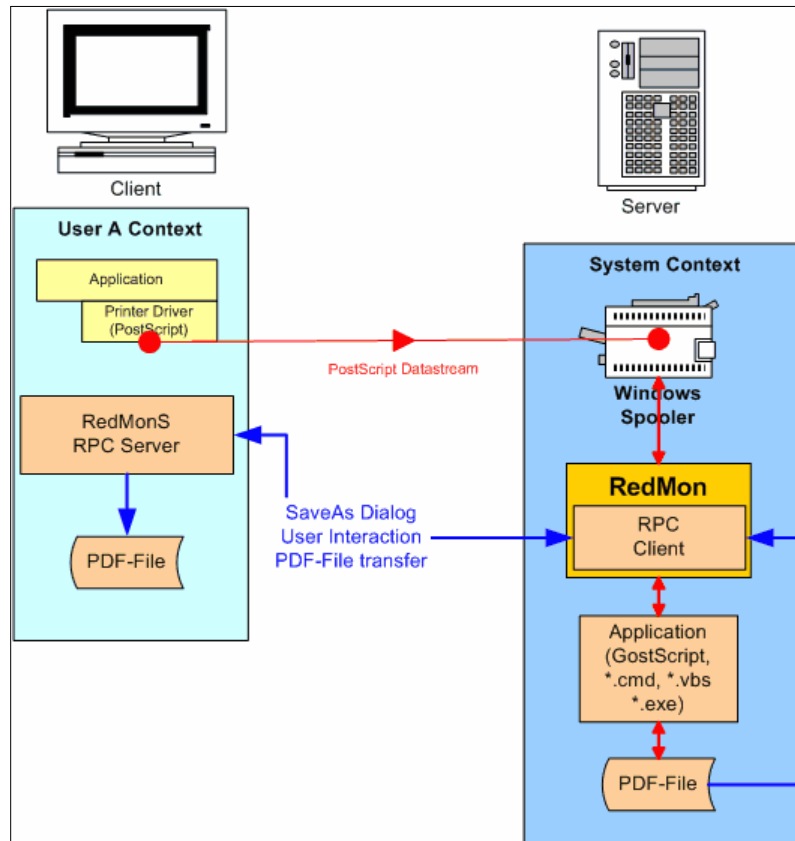 Client
Server
User A Context
Application
Printer Driver
(PostScript)
RedMonS
RPC Server
PDF-File
PostScript Datastream
SaveAs Dialog
User Interaction
PDF-File transfer
System Context
Windows
Spooler
RedMon
RPC
Client
Application
(GostScript,
*.cmd, *.vbs
*.exe)
PDF-File